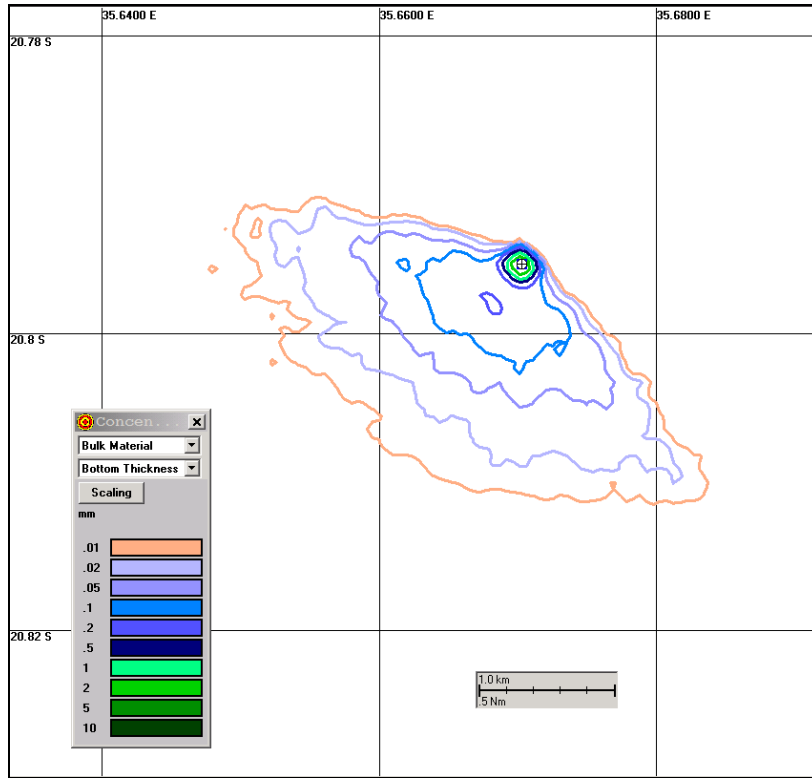 35.6400 E
35.6600 E
35.6800 E
20.78 S
20.8 S
20.82 S
Concen...
Bulk Material
Bottom Thickness
Scaling
mm
.01
.02
.05
.1
.2
.5
1
2
5
10
1.0 km
.5 Nm